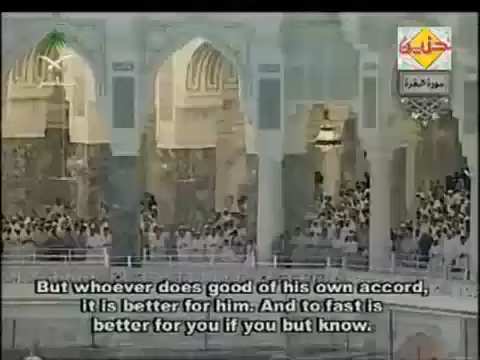 حنين
سورة البقرة
But whoever does good of his own accord,
it is better for him. And to fast is
better for you if you but know.